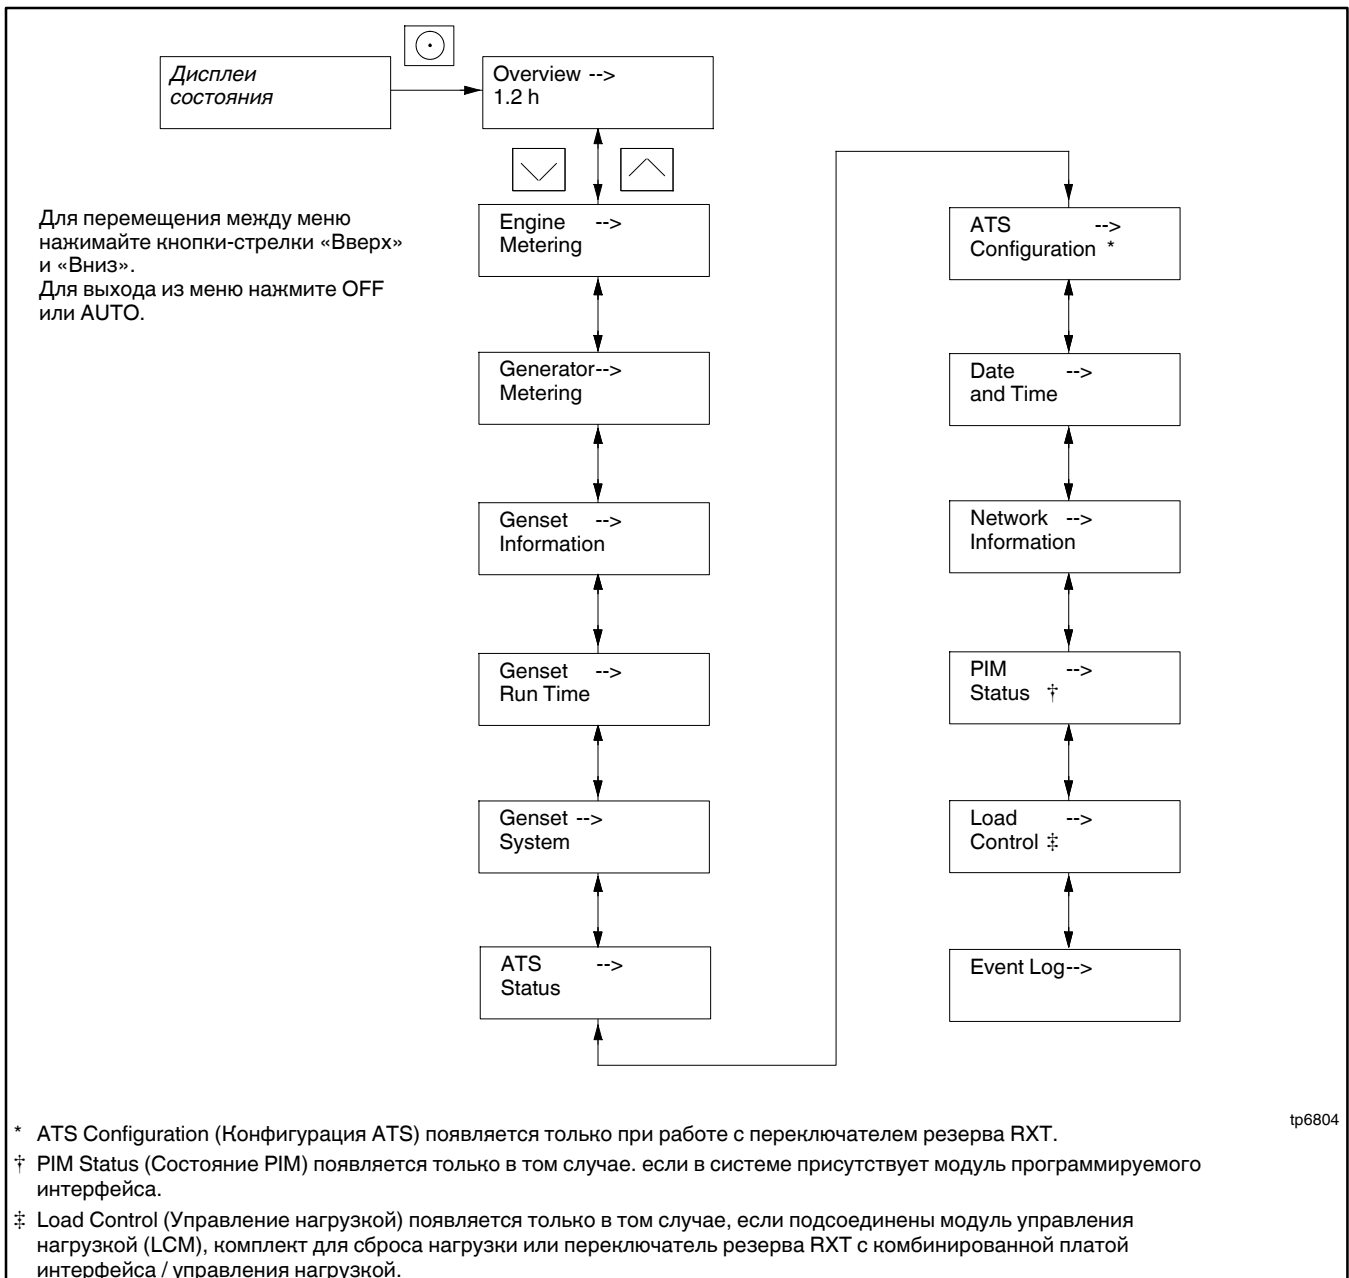 Дисплеи
состояния
Overview -->
1.2 h
Для перемещения между меню
нажимайте кнопки-стрелки «Вверх»
и «Вниз».
Для выхода из меню нажмите OFF
или AUTO.
Engine -->
Metering
Generator-->
Metering
Genset -->
Information
Genset -->
Run Time
Genset -->
System
ATS -->
Status
ATS -->
Configuration *
Date -->
and Time
Network -->
Information
PIM -->
Status †
Load -->
Control ‡
Event Log-->
tp6804
* ATS Configuration (Конфигурация ATS) появляется только при работе с переключателем резерва RXT.
† PIM Status (Состояние PIM) появляется только в том случае. если в системе присутствует модуль программируемого
интерфейса.
‡ Load Control (Управление нагрузкой) появляется только в том случае, если подсоединены модуль управления
нагрузкой (LCM), комплект для сброса нагрузки или переключатель резерва RXT с комбинированной платой
интерфейса / управления нагрузкой.